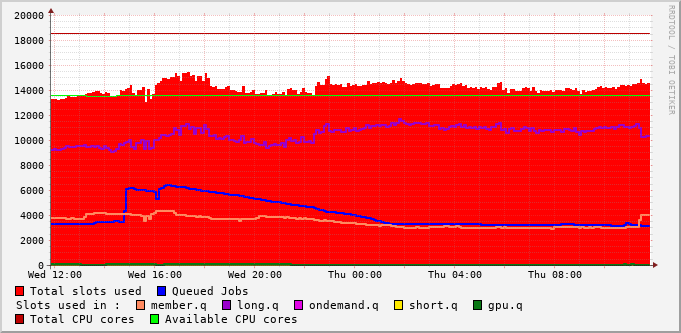 20000
18000
16000
14000
12000
10000
8000
6000
4000
2000
0
Wed 12:00 Wed 16:00 Wed 20:00 Thu 00:00 Thu 04:00 Thu 08:00
RRDTOOL / TOBI OETIKER
Total slots used Queued Jobs
Slots used in : member.q long.q ondemand.q short.q gpu.q
Total CPU cores Available CPU cores